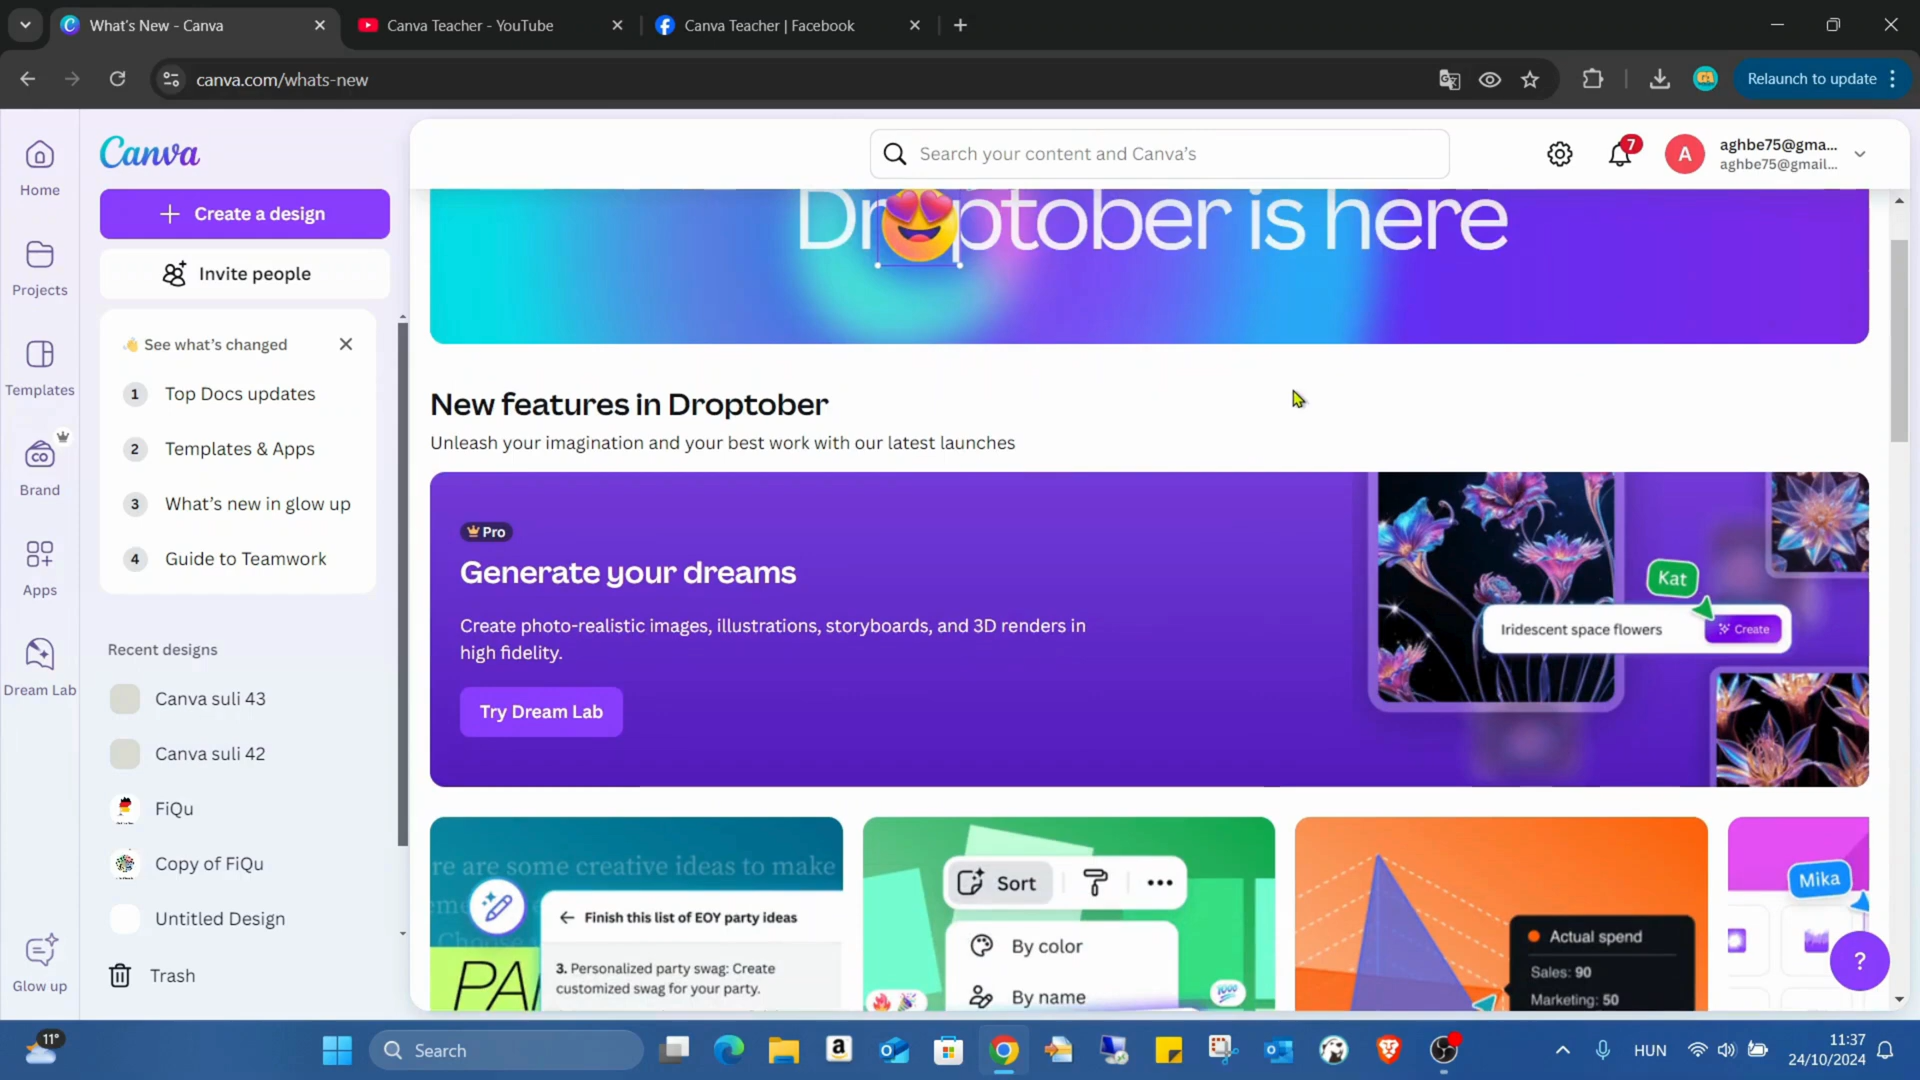 What's New - Canva
Canva Teacher - YouTube
Canva Teacher | Facebook
canva.com/whats-new
Relaunch to update
Canva
Search your content and Canva's
7
A
aghbe75@gma...
aghbe75@gmail...
Home
Projects
Templates
Brand
Apps
Dream Lab
Glow up
Create a design
Invite people
See what's changed
1 Top Docs updates
2 Templates & Apps
3 What's new in glow up
4 Guide to Teamwork
Recent designs
Canva suli 43
Canva suli 42
FiQu
Copy of FiQu
Untitled Design
Trash
Droptober is here
New features in Droptober
Unleash your imagination and your best work with our latest launches
Pro
Generate your dreams
Create photo-realistic images, illustrations, storyboards, and 3D renders in
high fidelity.
Try Dream Lab
Kat
Iridescent space flowers
Create
re are some creative ideas to make
Finish this list of EOY party ideas
3. Personalized party swag: Create
customized swag for your party.
Sort
By color
By name
Actual spend
Sales: 90
Marketing: 50
Mika
?
11°
Search
HUN
11:37
24/10/2024